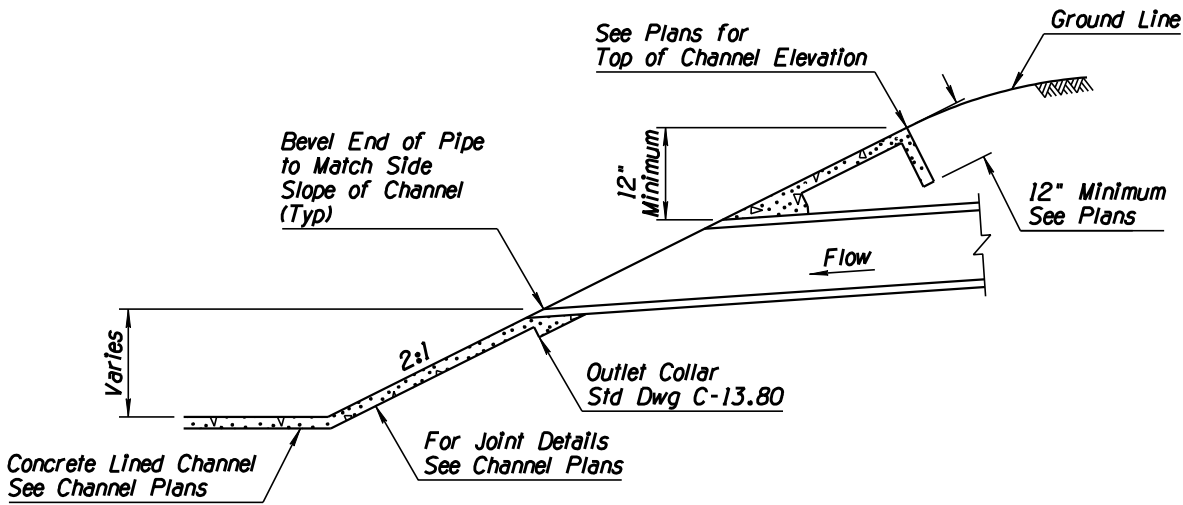 Ground Line
See Plans for
Top of Channel Elevation
Bevel End of Pipe
to Match Side
Slope of Channel
(Typ)
12"
Minimum
12" Minimum
See Plans
Flow
Varies
2:1
Outlet Collar
Std Dwg C-13.80
For Joint Details
See Channel Plans
Concrete Lined Channel
See Channel Plans